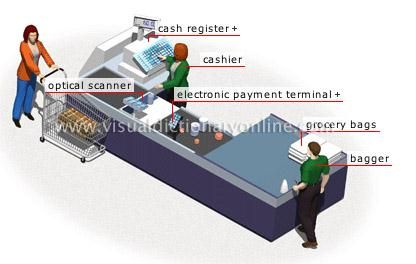 cash register +
cashier
optical scanner
electronic payment terminal +
www.visualdictionaryonline.com
grocery bags
bagger